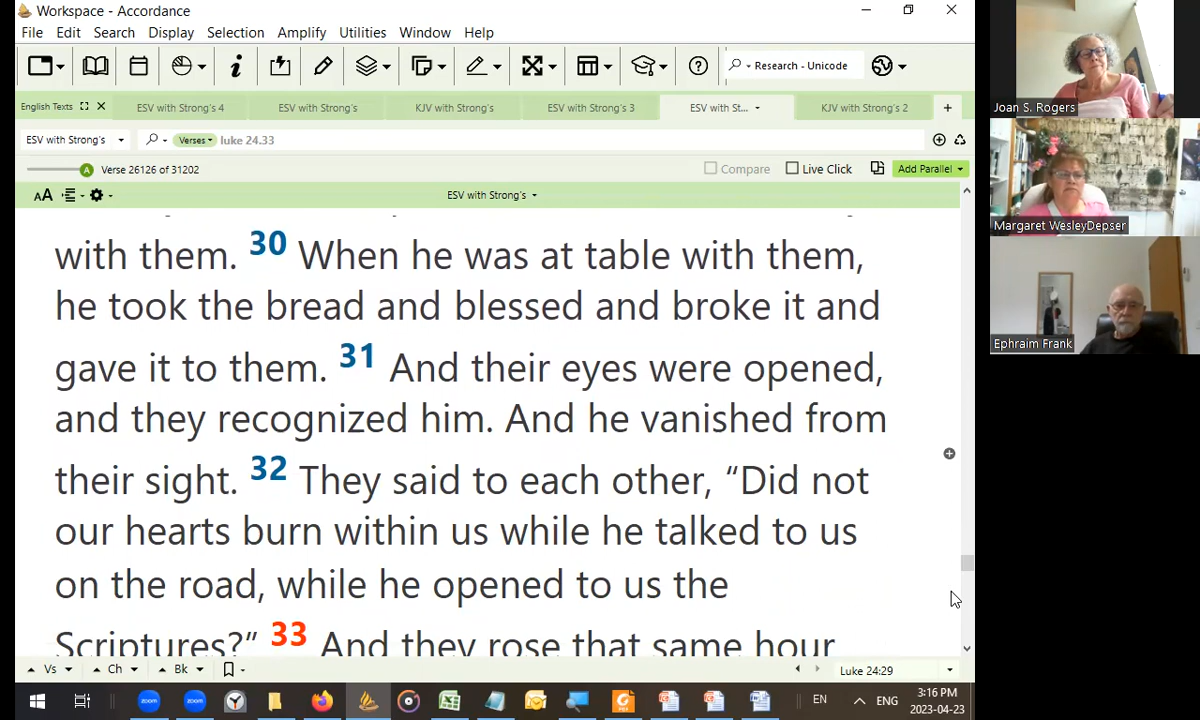 Workspace - Accordance
File Edit Search Display Selection Amplify Utilities Window Help
Research - Unicode
English Texts ESV with Strong's 4 ESV with Strong's KJV with Strong's ESV with Strong's 3 ESV with St... KJV with Strong's 2
ESV with Strong's Verses luke 24.33
A Verse 26126 of 31202 Compare Live Click Add Parallel
AA ESV with Strong's
with them. 30 When he was at table with them,
he took the bread and blessed and broke it and
gave it to them. 31 And their eyes were opened,
and they recognized him. And he vanished from
their sight. 32 They said to each other, “Did not
our hearts burn within us while he talked to us
on the road, while he opened to us the
Scriptures?” 33 And they rose that same hour
Vs Ch Bk Luke 24:29
zoom zoom EN ENG 3:16 PM
2023-04-23
Joan S. Rogers
Margaret WesleyDepser
Ephraim Frank